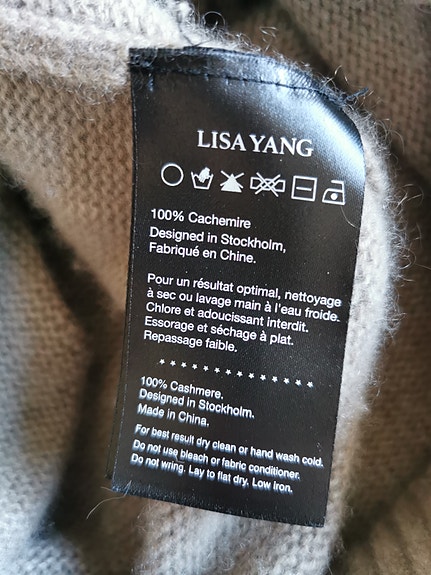 LISA YANG
100% Cachemire
Designed in Stockholm,
Fabriqué en Chine.
Pour un résultat optimal, nettoyage
à sec ou lavage main à l'eau froide.
Chlore et adoucissant interdit.
Essorage et séchage à plat.
Repassage faible.
100% Cashmere.
Designed in Stockholm.
Made in China.
For best result dry clean or hand wash cold.
Do not use bleach or fabric conditioner.
Do not wring. Lay to flat dry. Low Iron.